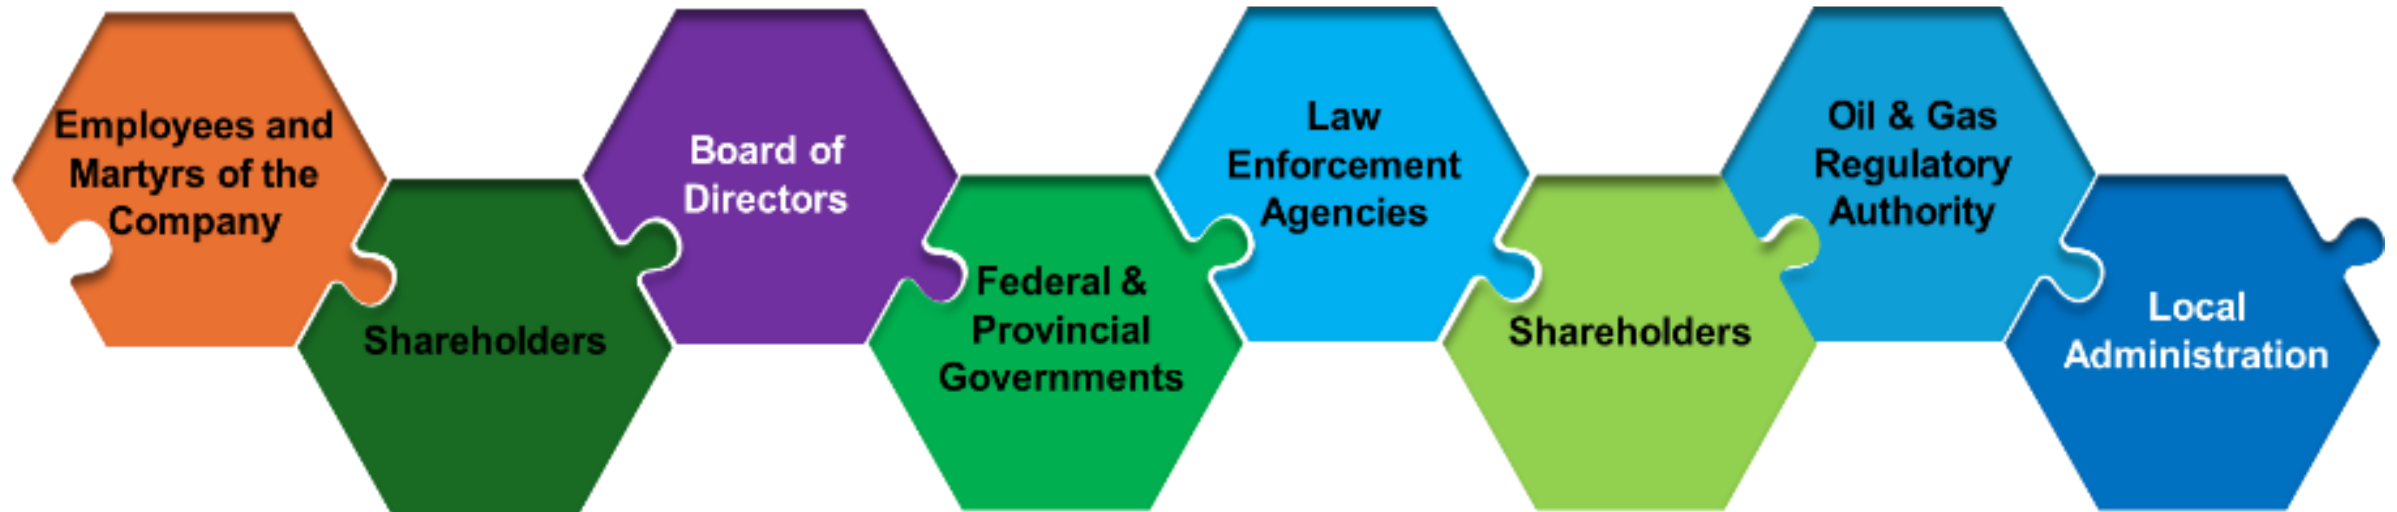 Employees and
Martyrs of the
Company
Shareholders
Board of
Directors
Federal &
Provincial
Governments
Law
Enforcement
Agencies
Shareholders
Oil & Gas
Regulatory
Authority
Local
Administration